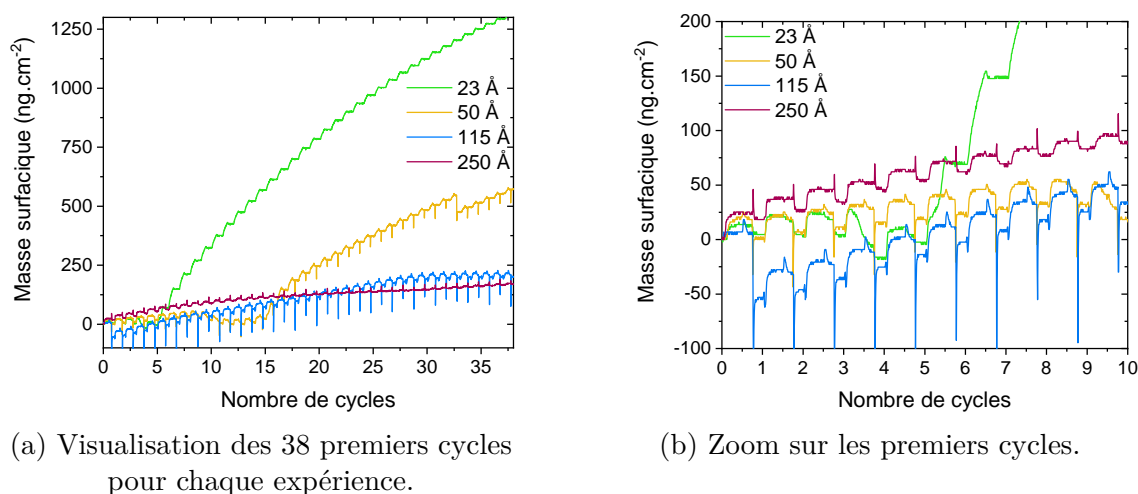 Masse surfacique (ng.cm-2)
1250
1000
750
500
250
0
23 Å
50 Å
115 Å
250 Å
0 5 10 15 20 25 30 35
Nombre de cycles
(a) Visualisation des 38 premiers cycles
pour chaque expérience.
Masse surfacique (ng.cm-2)
200
150
100
50
0
-50
-100
23 Å
50 Å
115 Å
250 Å
0 1 2 3 4 5 6 7 8 9 10
Nombre de cycles
(b) Zoom sur les premiers cycles.